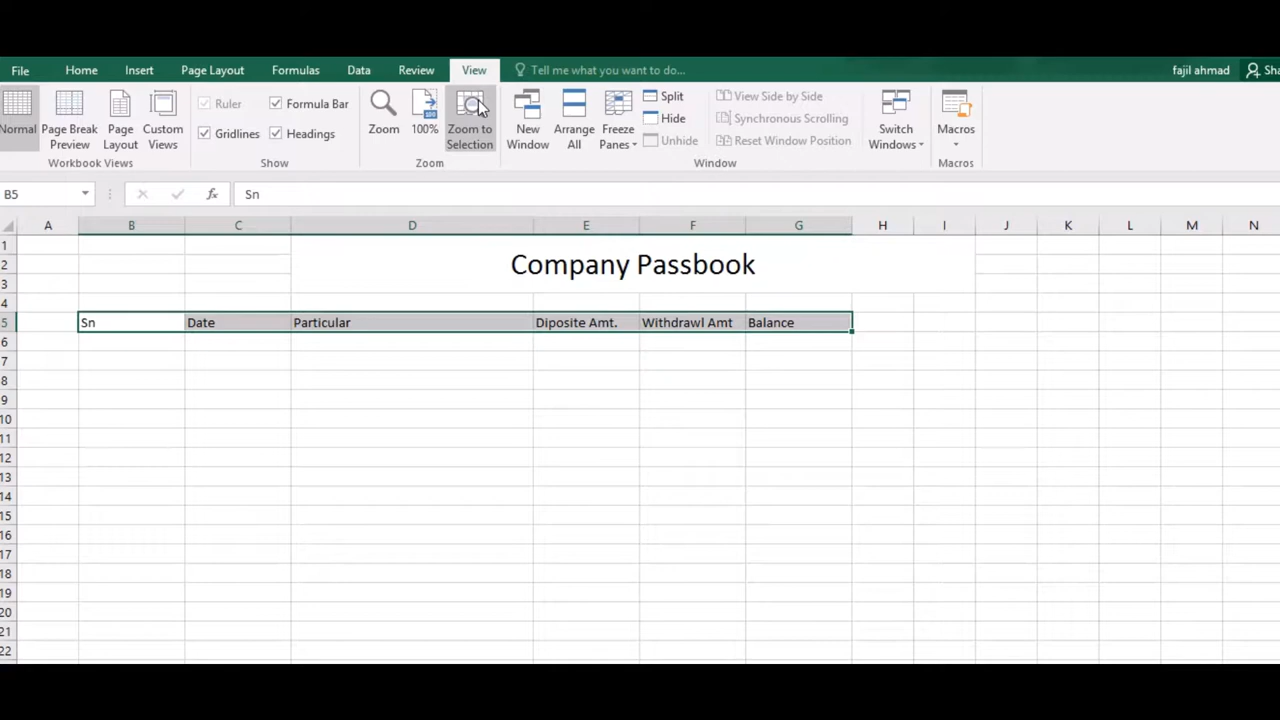 File Home Insert Page Layout Formulas Data Review View Tell me what you want to do... fajil ahmad
Normal Page Break Preview Page Layout Custom Views
Workbook Views
Ruler Formula Bar
Gridlines Headings
Show
Zoom 100% Zoom to Selection
Zoom
New Window Arrange All Freeze Panes
Split
Hide
Unhide
View Side by Side
Synchronous Scrolling
Reset Window Position
Switch Windows
Window
Macros
Macros
B5 fx Sn
A B C D E F G H I J K L M N
1
2 Company Passbook
3
4
5 Sn Date Particular Diposite Amt. Withdrawl Amt Balance
6
7
8
9
10
11
12
13
14
15
16
17
18
19
20
21
22